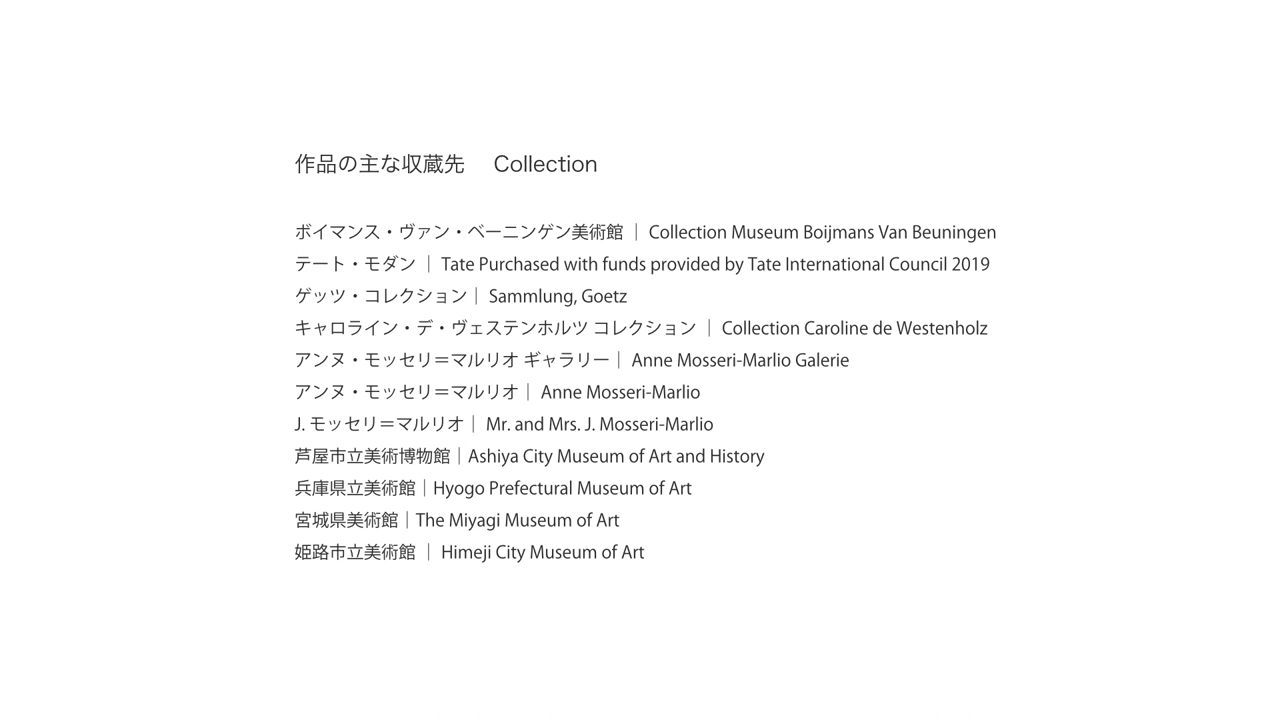 作品の主な収蔵先　Collection
ボイマンス・ヴァン・ベーニンゲン美術館 ｜ Collection Museum Boijmans Van Beuningen
テート・モダン ｜ Tate Purchased with funds provided by Tate International Council 2019
ゲッツ・コレクション｜ Sammlung, Goetz
キャロライン・デ・ヴェステンホルツ コレクション ｜ Collection Caroline de Westenholz
アンヌ・モッセリ＝マルリオ ギャラリー｜ Anne Mosseri-Marlio Galerie
アンヌ・モッセリ＝マルリオ｜ Anne Mosseri-Marlio
J. モッセリ＝マルリオ｜ Mr. and Mrs. J. Mosseri-Marlio
芦屋市立美術博物館｜Ashiya City Museum of Art and History
兵庫県立美術館｜Hyogo Prefectural Museum of Art
宮城県美術館｜The Miyagi Museum of Art
姫路市立美術館 ｜ Himeji City Museum of Art